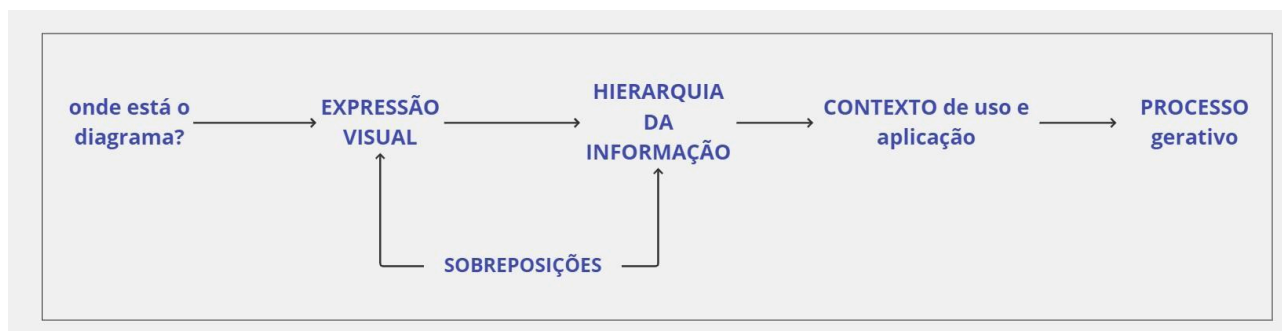 onde está o
diagrama?
EXPRESSÃO
VISUAL
HIERARQUIA
DA
INFORMAÇÃO
CONTEXTO de uso e
aplicação
PROCESSO
gerativo
SOBREPOSIÇÕES